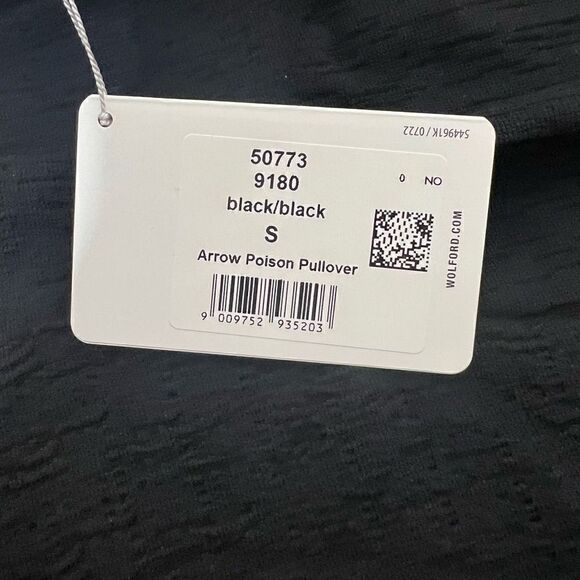 544961K / 0722
50773
9180
0 NO
black/black
S
Arrow Poison Pullover
9 009752 935203
WOLFORD.COM